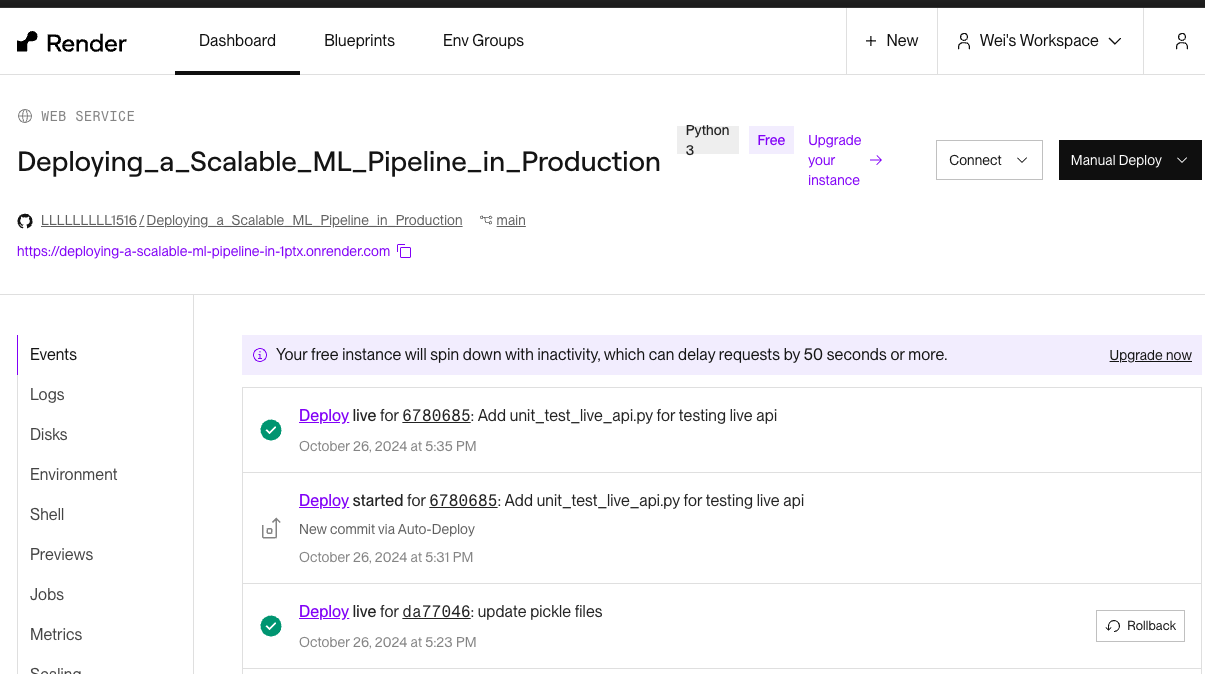 Render
Dashboard
Blueprints
Env Groups
+ New
Wei's Workspace
WEB SERVICE
Deploying_a_Scalable_ML_Pipeline_in_Production
Python 
3
Free
Upgrade
your
instance
Connect
Manual Deploy
LLLLLLLLL1516/Deploying_a_Scalable_ML_Pipeline_in_Production
main
https://deploying-a-scalable-ml-pipeline-in-1ptx.onrender.com
Events
Logs
Disks
Environment
Shell
Previews
Jobs
Metrics
Scaling
Your free instance will spin down with inactivity, which can delay requests by 50 seconds or more.
Upgrade now
Deploy live for 6780685: Add unit_test_live_api.py for testing live api
October 26, 2024 at 5:35 PM
Deploy started for 6780685: Add unit_test_live_api.py for testing live api
New commit via Auto-Deploy
October 26, 2024 at 5:31 PM
Deploy live for da77046: update pickle files
October 26, 2024 at 5:23 PM
Rollback